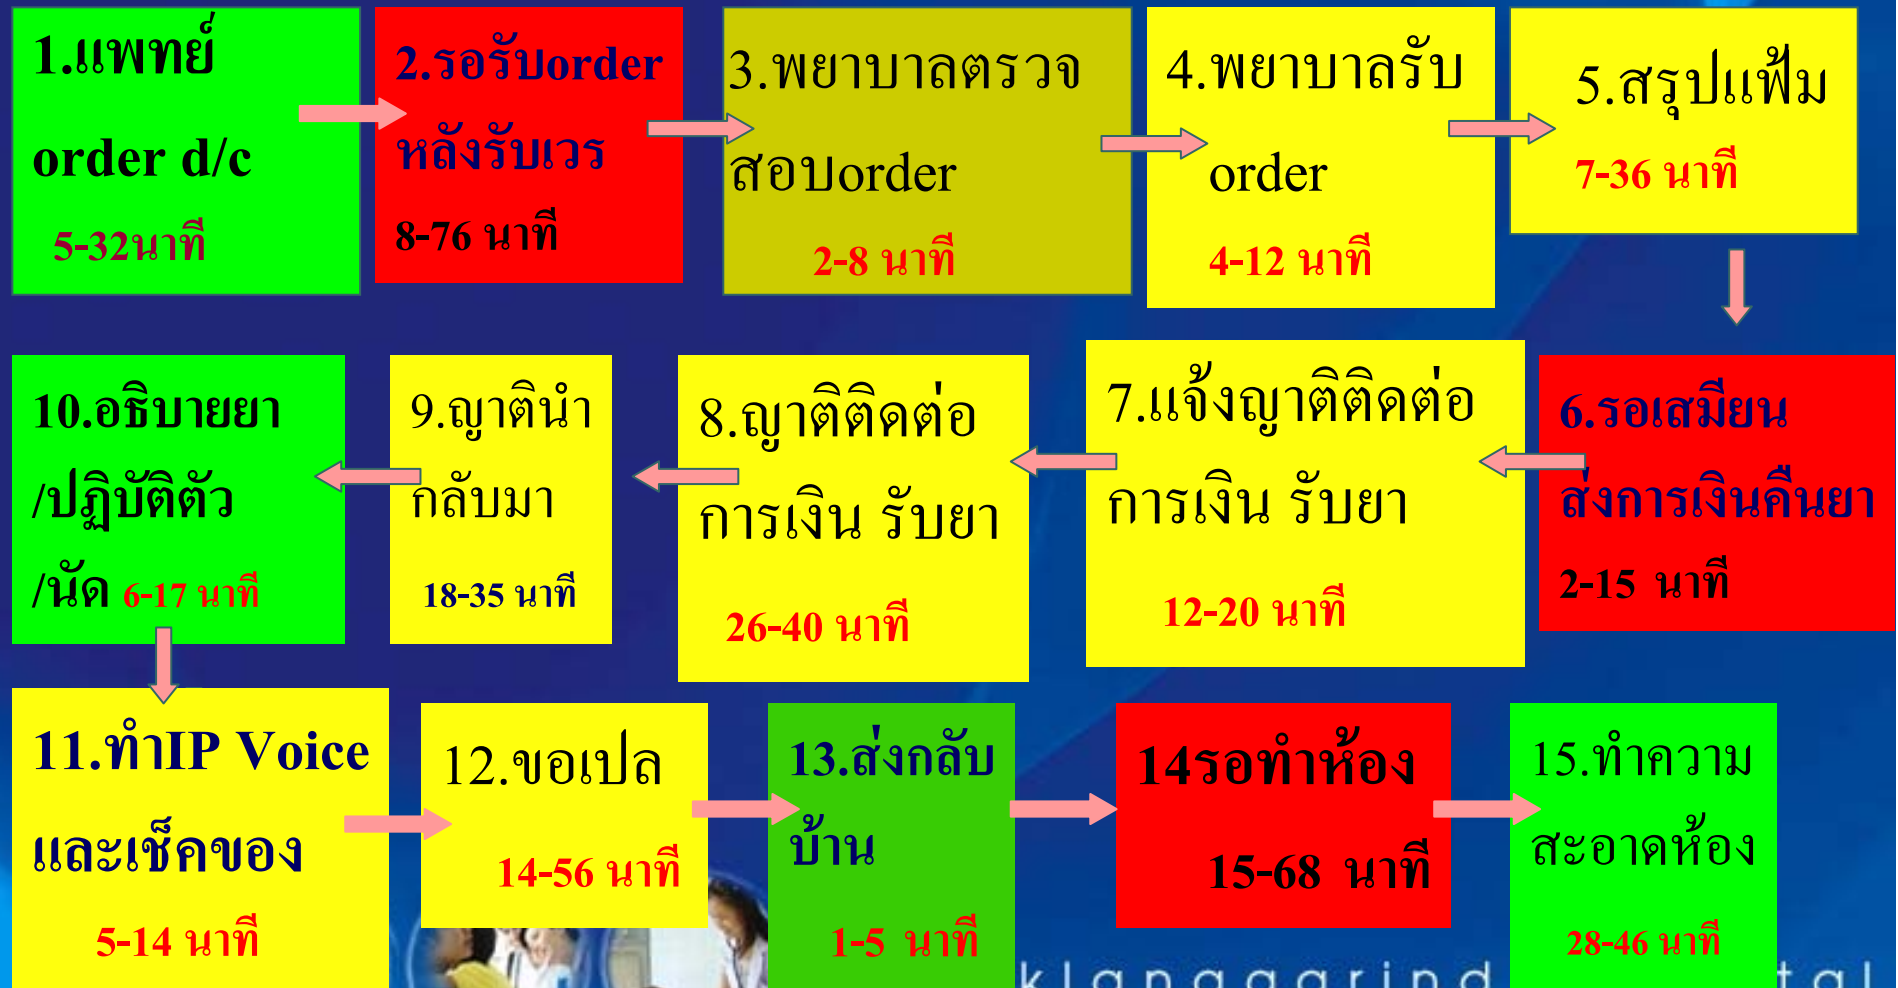 1.แพทย์
order d/c
5-32นาที
2.รอรับorder
หลังรับเวร
8-76 นาที
3.พยาบาลตรวจ
สอบorder
2-8 นาที
4.พยาบาลรับ
order
4-12 นาที
5.สรุปแฟ้ม
7-36 นาที
6.รอเสมียน
ส่งการเงินคืนยา
2-15 นาที
7.แจ้งญาติติดต่อ
การเงิน รับยา
12-20 นาที
8.ญาติติดต่อ
การเงิน รับยา
26-40 นาที
9.ญาตินำ
กลับมา
18-35 นาที
10.อธิบายยา
/ปฏิบัติตัว
/นัด 6-17 นาที
11.ทำIP Voice
และเช็คของ
5-14 นาที
12.ขอเปล
14-56 นาที
13.ส่งกลับ
บ้าน
1-5 นาที
14รอทำห้อง
15-68 นาที
15.ทำความ
สะอาดห้อง
28-46 นาที